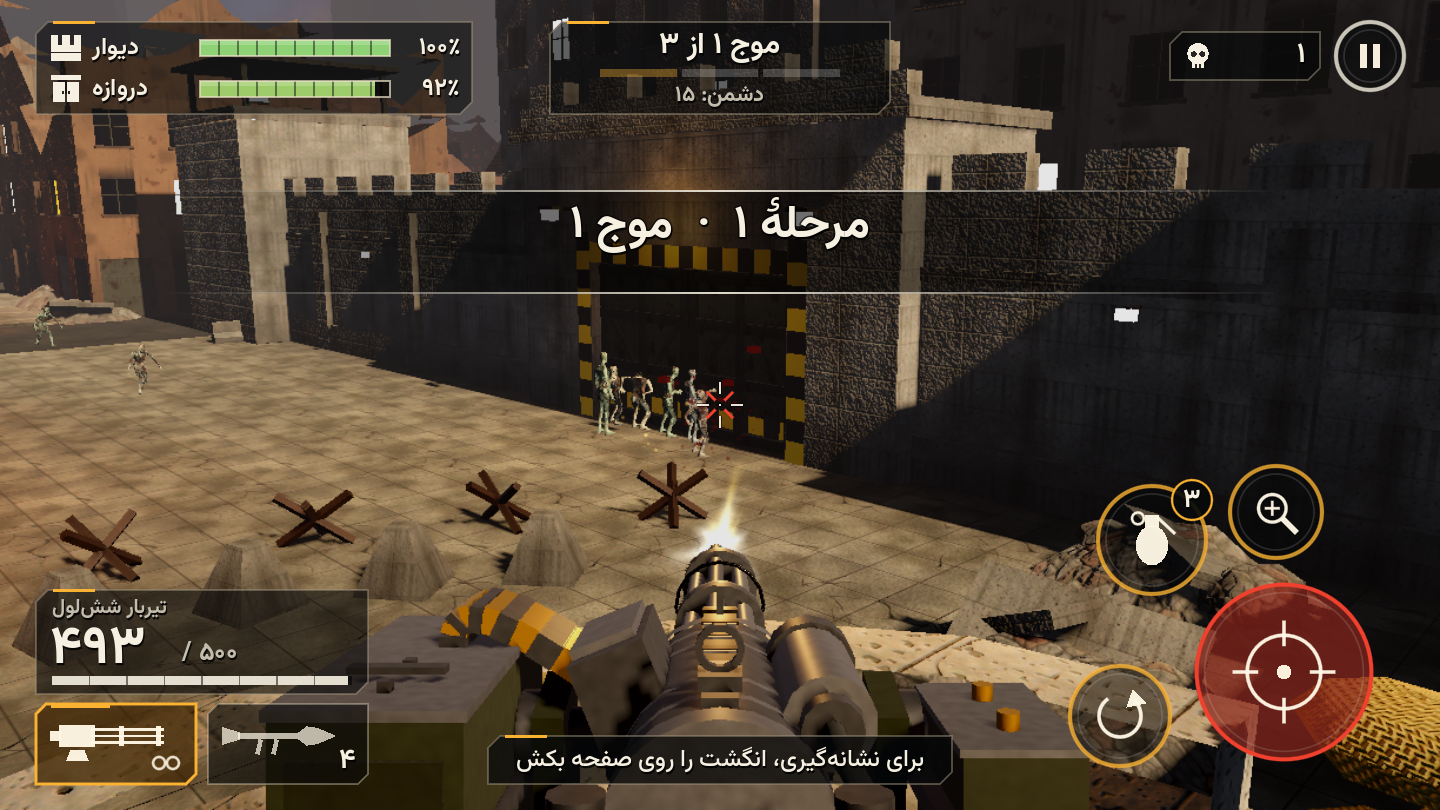 دیوار ۱۰۰٪
دروازه ۹۲٪
موج ۱ از ۳
دشمن: ۱۵
۱
مرحلهٔ ۱ · موج ۱
۳
تیربار شش‌لول
۴۹۳ / ۵۰۰
∞
۴
برای نشانه‌گیری، انگشت را روی صفحه بکش